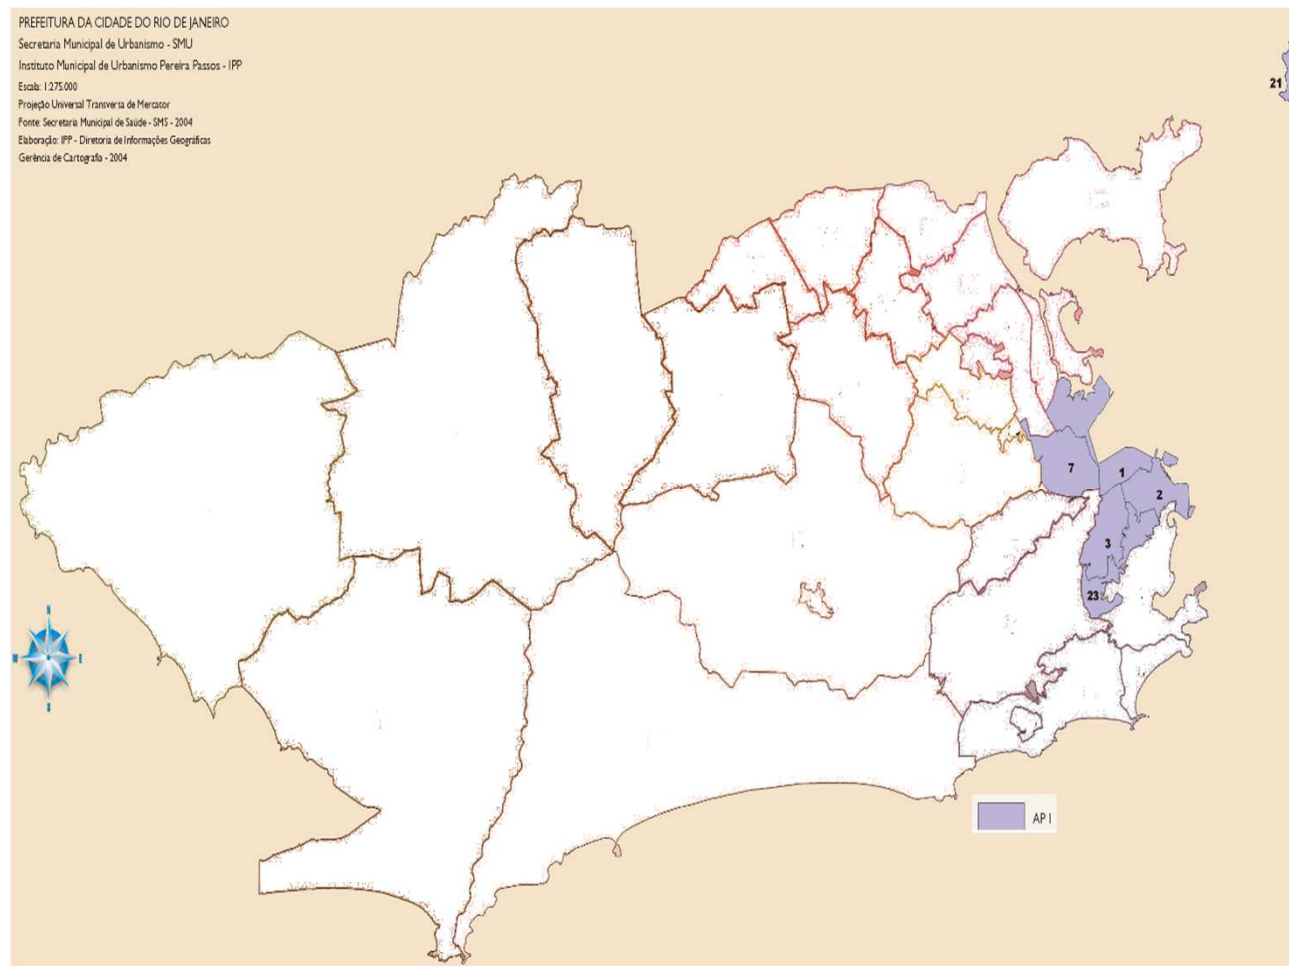 PREFEITURA DA CIDADE DO RIO DE JANEIRO
Secretaria Municipal de Urbanismo - SMU
Instituto Municipal de Urbanismo Pereira Passos - IPP
Escala: 1:275.000
Projeção Universal Transversa de Mercator
Fonte: Secretaria Municipal de Saúde - SMS - 2004
Elaboração: IPP - Diretoria de Informações Geográficas
Gerência de Cartografia - 2004
21
7
1
2
3
23
AP I